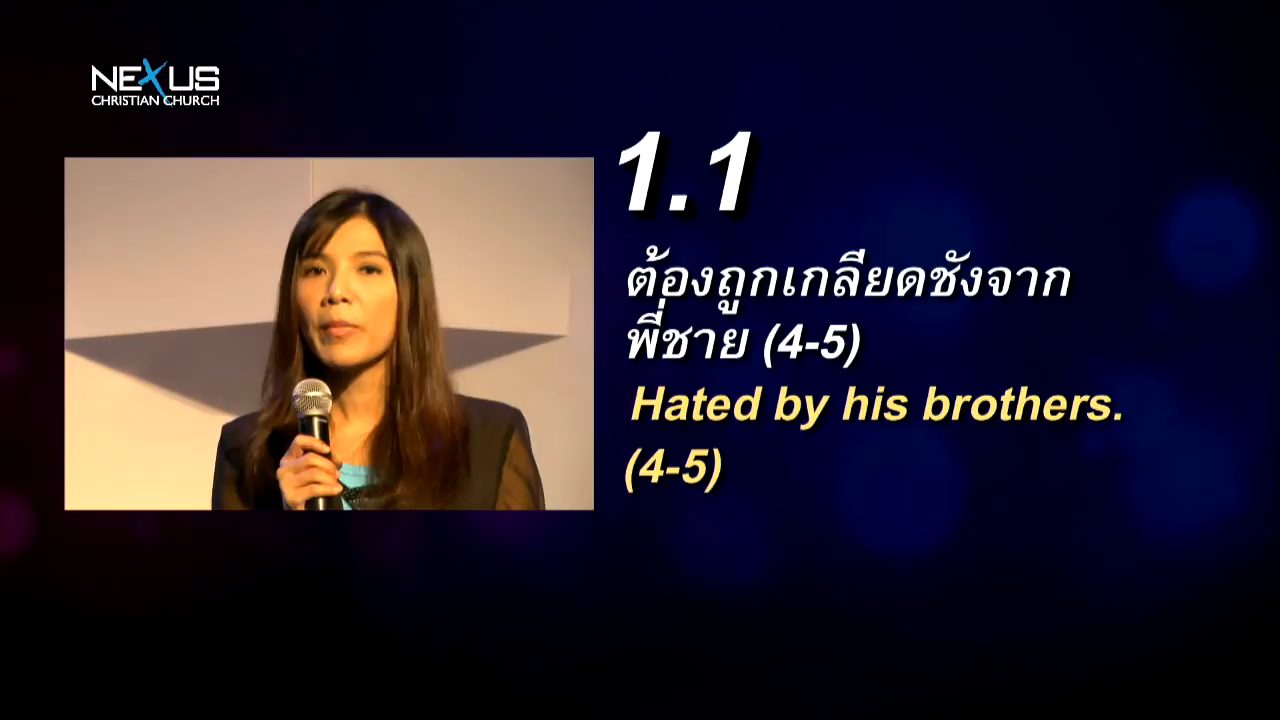 NEXUS
CHRISTIAN CHURCH
1.1
ต้องถูกเกลียดชังจาก
พี่ชาย (4-5)
Hated by his brothers.
(4-5)